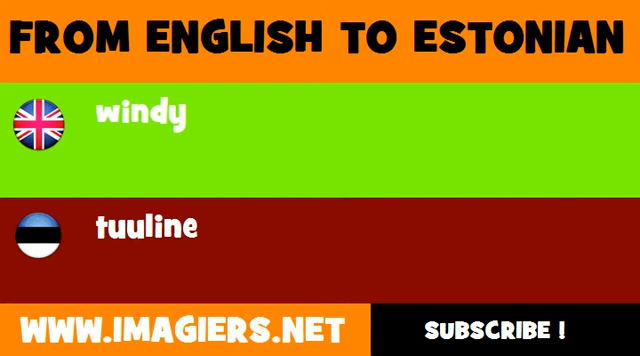 FROM ENGLISH TO ESTONIAN
windy
tuuline
WWW.IMAGIERS.NET
SUBSCRIBE !